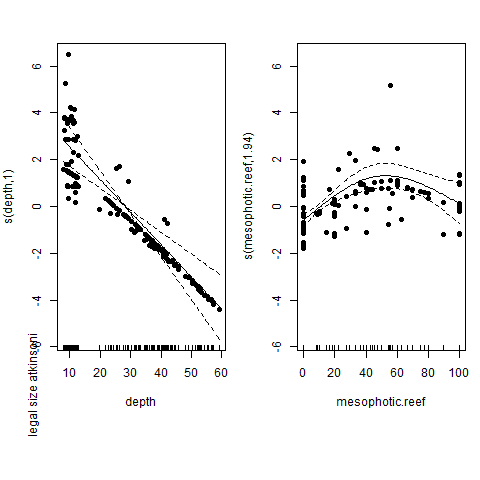 6
4
2
0
-2
-4
-6
s(depth,1)
10 20 30 40 50 60
depth
legal size atkinsoni
6
4
2
0
-2
-4
-6
s(mesophotic.reef,1.94)
0 20 40 60 80 100
mesophotic.reef